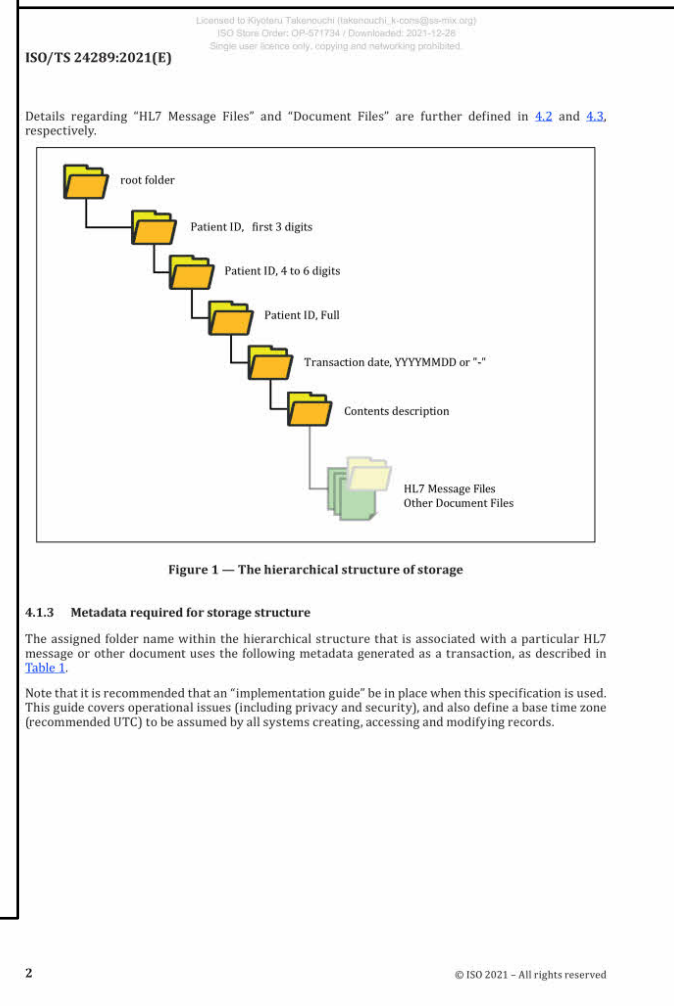 Licensed to Kiyoteru Takenouchi (takenouchi_k-cons@ss-mix.org)
ISO Store Order: OP-571734 / Downloaded: 2021-12-28
Single user licence only, copying and networking prohibited.
ISO/TS 24289:2021(E)
Details regarding “HL7 Message Files” and “Document Files” are further defined in 4.2 and 4.3,
respectively.
root folder
Patient ID, first 3 digits
Patient ID, 4 to 6 digits
Patient ID, Full
Transaction date, YYYYMMDD or "-"
Contents description
HL7 Message Files
Other Document Files
Figure 1 — The hierarchical structure of storage
4.1.3 Metadata required for storage structure
The assigned folder name within the hierarchical structure that is associated with a particular HL7
message or other document uses the following metadata generated as a transaction, as described in
Table 1.
Note that it is recommended that an “implementation guide” be in place when this specification is used.
This guide covers operational issues (including privacy and security), and also define a base time zone
(recommended UTC) to be assumed by all systems creating, accessing and modifying records.
2
© ISO 2021 – All rights reserved